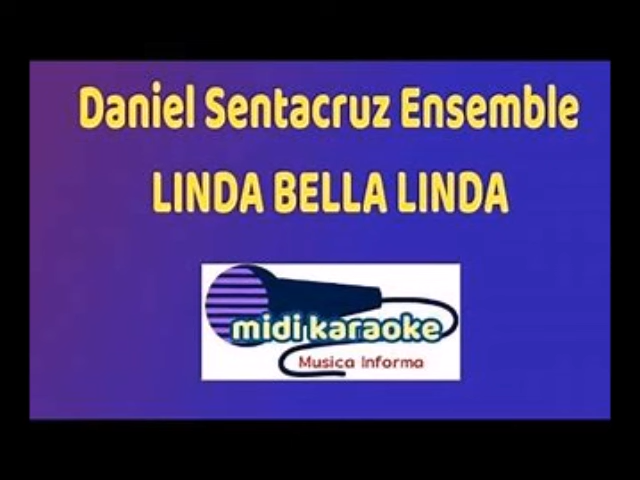 Daniel Sentacruz Ensemble
LINDA BELLA LINDA
midi karaoke
Musica Informa